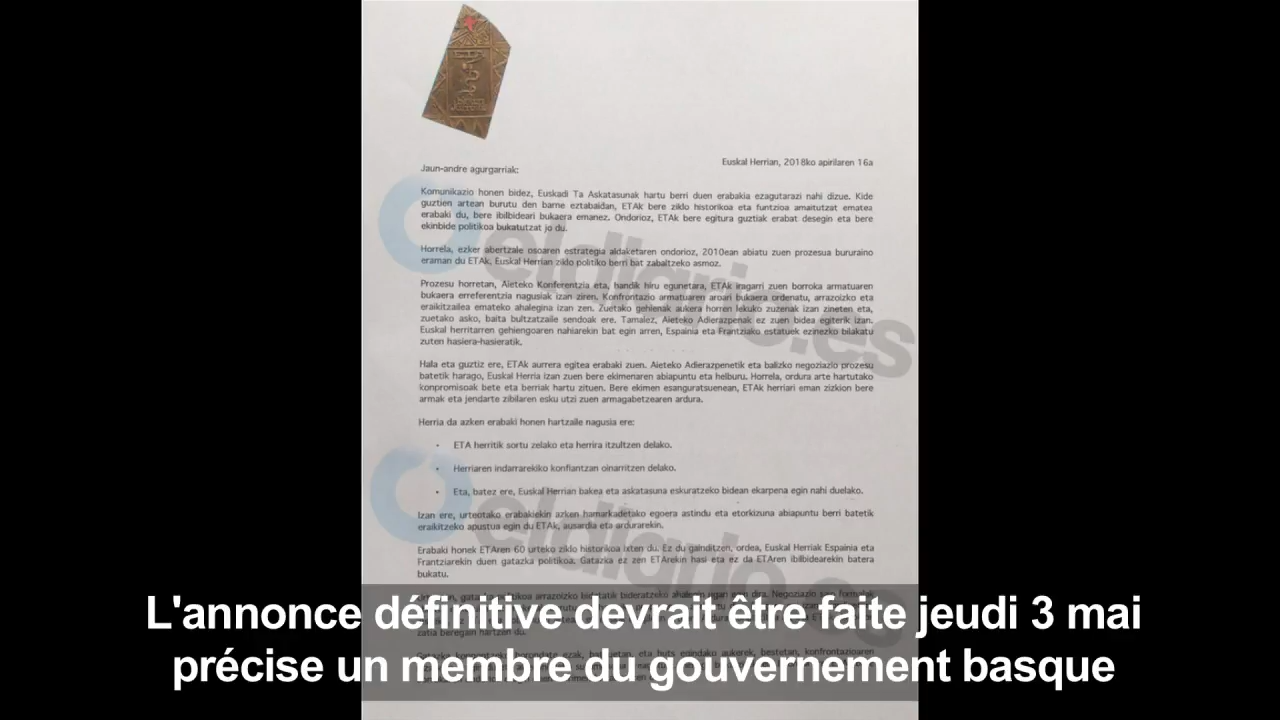 Euskal Herrian, 2018ko apirilaren 16a
Jaun-andre agurgarriak:
Komunikazio honen bidez, Euskadi Ta Askatasunak hartu berri duen erabakia ezagutarazi nahi dizue. Kide
guztien artean burutu den barne eztabaidan, ETAk bere ziklo historikoa eta funtzioa amaitutzat ematea
erabaki du, bere ibilbideari bukaera emanez. Ondorioz, ETAk bere egitura guztiak erabat desegin eta bere
ekinbide politikoa bukatutzat jo du.
Horrela, ezker abertzale osoaren estrategia aldaketaren ondorioz, 2010ean abiatu zuen prozesua bururaino
eraman du ETAk, Euskal Herrian ziklo politiko berri bat zabaltzeko asmoz.
Prozesu horretan, Aieteko Konferentzia eta, handik hiru egunetara, ETAk iragarri zuen borroka armatuaren
bukaera erreferentzia nagusiak izan ziren. Konfrontazio armatuaren aroari bukaera ordenatu, arrazoizko eta
eraikitzailea emateko ahalegina izan zen. Zuetako gehienak aukera horren lekuko zuzenak izan zineten eta,
zuetako asko, baita bultzatzaile sendoak ere. Tamalez, Aieteko Adierazpenak ez zuen bidea egiterik izan.
Euskal herritarren gehiengoaren nahiarekin bat egin arren, Espainia eta Frantziako estatuek ezinezko bilakatu
zuten hasiera-hasieratik.
Hala eta guztiz ere, ETAk aurrera egitea erabaki zuen. Aieteko Adierazpenetik eta balizko negoziazio prozesu
batetik harago, Euskal Herria izan zuen bere ekimenaren abiapuntu eta helburu. Horrela, ordura arte hartutako
konpromisoak bete eta berriak hartu zituen. Bere ekimen esanguratsuenean, ETAk herriari eman zizkion bere
armak eta jendarte zibilaren esku utzi zuen armagabetzearen ardura.
Herria da azken erabaki honen hartzaile nagusia ere:
• ETA herritik sortu zelako eta herrira itzultzen delako.
• Herriaren indarrarekiko konfiantzan oinarritzen delako.
• Eta, batez ere, Euskal Herrian bakea eta askatasuna eskuratzeko bidean ekarpena egin nahi duelako.
Izan ere, urteotako erabakiekin azken hamarkadetako egoera astindu eta etorkizuna abiapuntu berri batetik
eraikitzeko apustua egin du ETAk, ausardia eta ardurarekin.
Erabaki honek ETAren 60 urteko ziklo historikoa ixten du. Ez du gainditzen, ordea, Euskal Herriak Espainia eta
Frantziarekin duen gatazka politikoa. Gatazka ez zen ETArekin hasi eta ez da ETAren ibilbidearekin batera
bukatu.
eldiario.es
eldiario.es
L'annonce définitive devrait être faite jeudi 3 mai
précise un membre du gouvernement basque